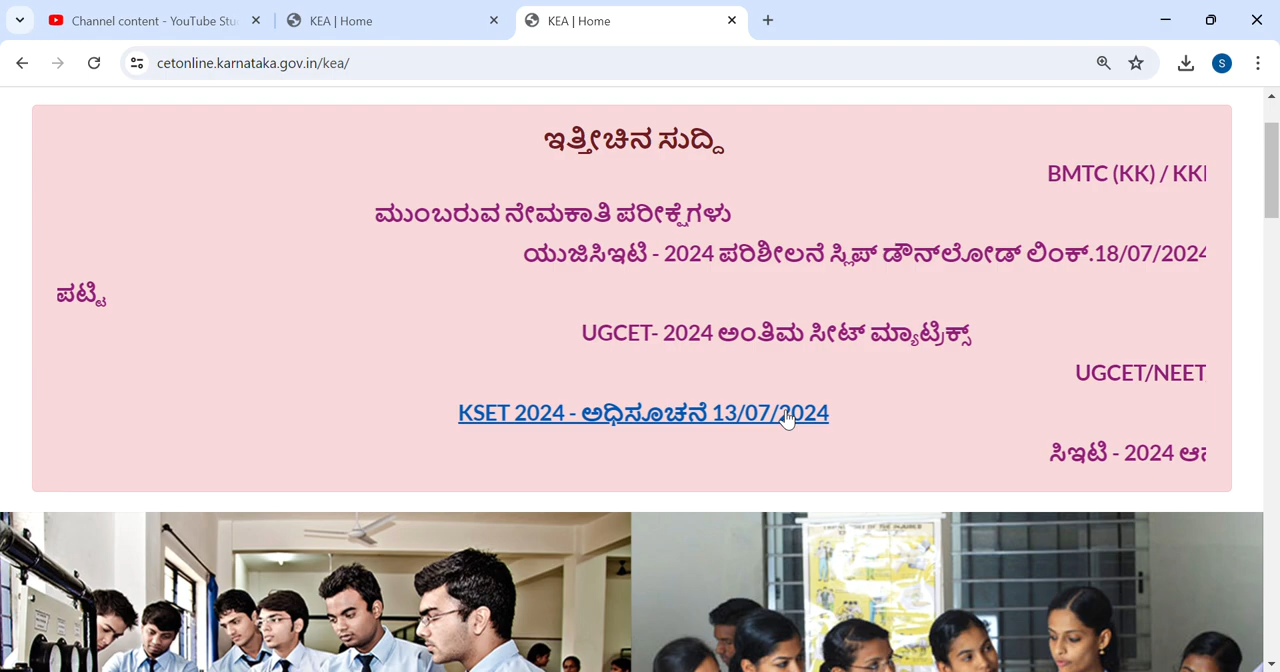 Channel content - YouTube Stu
KEA | Home
KEA | Home
cetonline.karnataka.gov.in/kea/
S
ಇತ್ತೀಚಿನ ಸುದ್ದಿ
BMTC (KK) / KKI
ಮುಂಬರುವ ನೇಮಕಾತಿ ಪರೀಕ್ಷೆಗಳು
ಯುಜಿಸಿಇಟಿ - 2024 ಪರಿಶೀಲನೆ ಸ್ಲಿಪ್ ಡೌನ್‌ಲೋಡ್ ಲಿಂಕ್.18/07/2024
ಪಟ್ಟಿ
UGCET- 2024 ಅಂತಿಮ ಸೀಟ್ ಮ್ಯಾಟ್ರಿಕ್ಸ್
UGCET/NEET
KSET 2024 - ಅಧಿಸೂಚನೆ 13/07/2024
ಸಿಇಟಿ - 2024